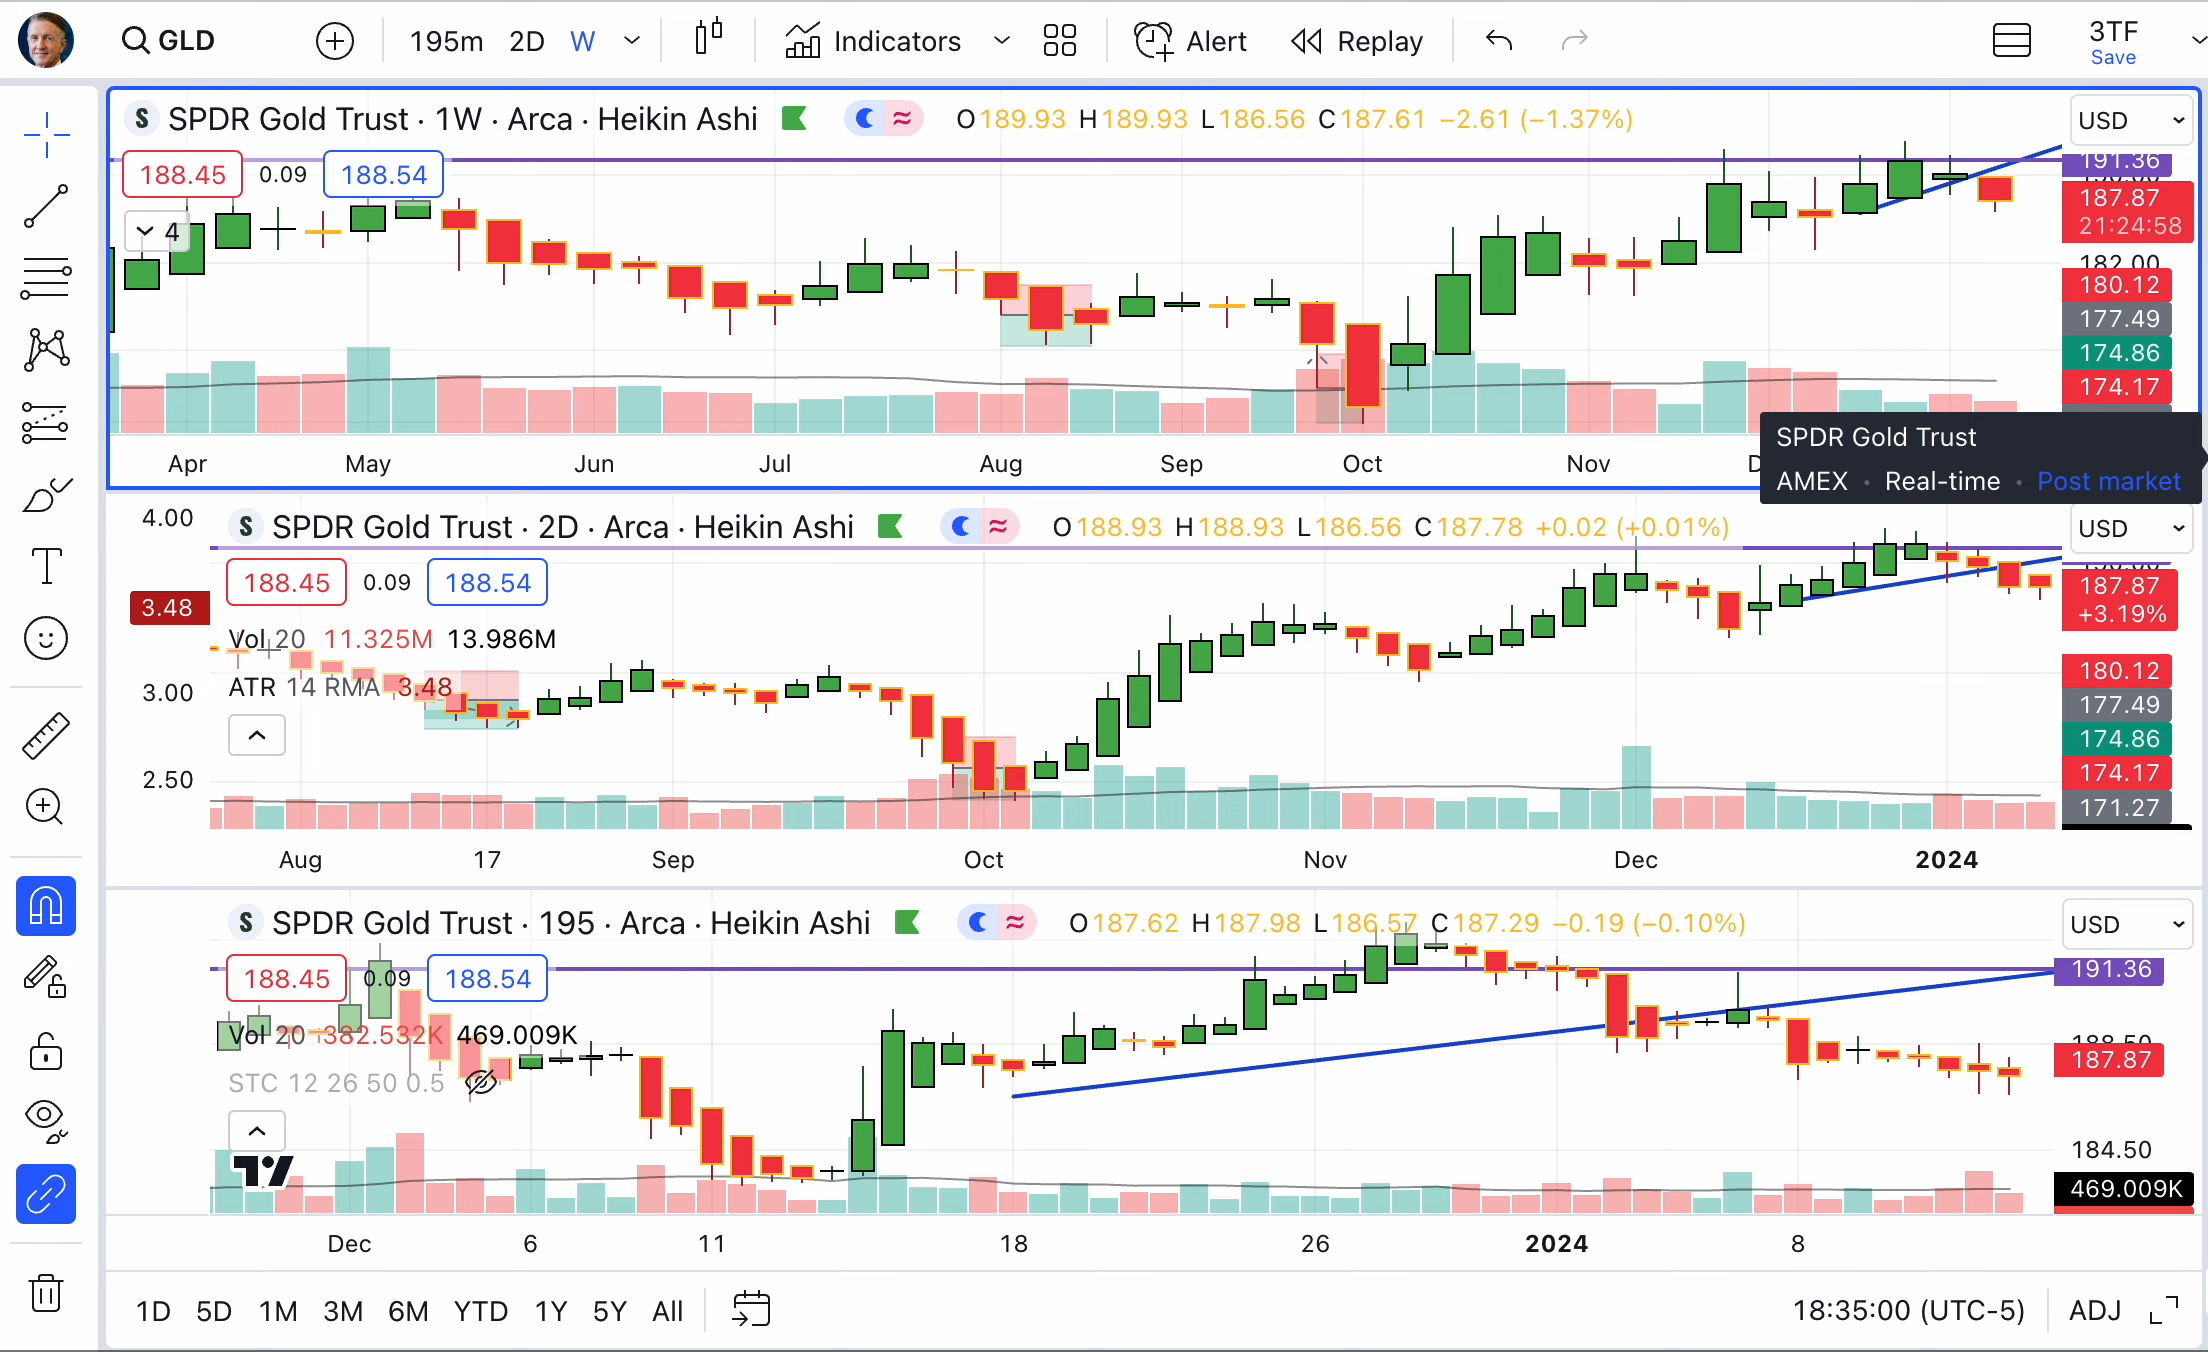 GLD
195m 2D W Indicators Alert Replay 3TF
Save
S SPDR Gold Trust · 1W · Arca · Heikin Ashi O189.93 H189.93 L186.56 C187.61 −2.61 (−1.37%) USD
188.45 0.09 188.54
4
191.36
187.87
21:24:58
182.00
180.12
177.49
174.86
174.17
Apr May Jun Jul Aug Sep Oct Nov
SPDR Gold Trust
AMEX · Real-time · Post market
4.00 S SPDR Gold Trust · 2D · Arca · Heikin Ashi O188.93 H188.93 L186.56 C187.78 +0.02 (+0.01%) USD
188.45 0.09 188.54
3.48
Vol 20 11.325M 13.986M
ATR 14 RMA 3.48
3.00
2.50
187.87
+3.19%
180.12
177.49
174.86
174.17
171.27
Aug 17 Sep Oct Nov Dec 2024
S SPDR Gold Trust · 195 · Arca · Heikin Ashi O187.62 H187.98 L186.57 C187.29 −0.19 (−0.10%) USD
188.45 0.09 188.54
191.36
Vol 20 382.532K 469.009K
STC 12 26 50 0.5
188.50
187.87
184.50
469.009K
Dec 6 11 18 26 2024 8
1D 5D 1M 3M 6M YTD 1Y 5Y All 18:35:00 (UTC-5) ADJ